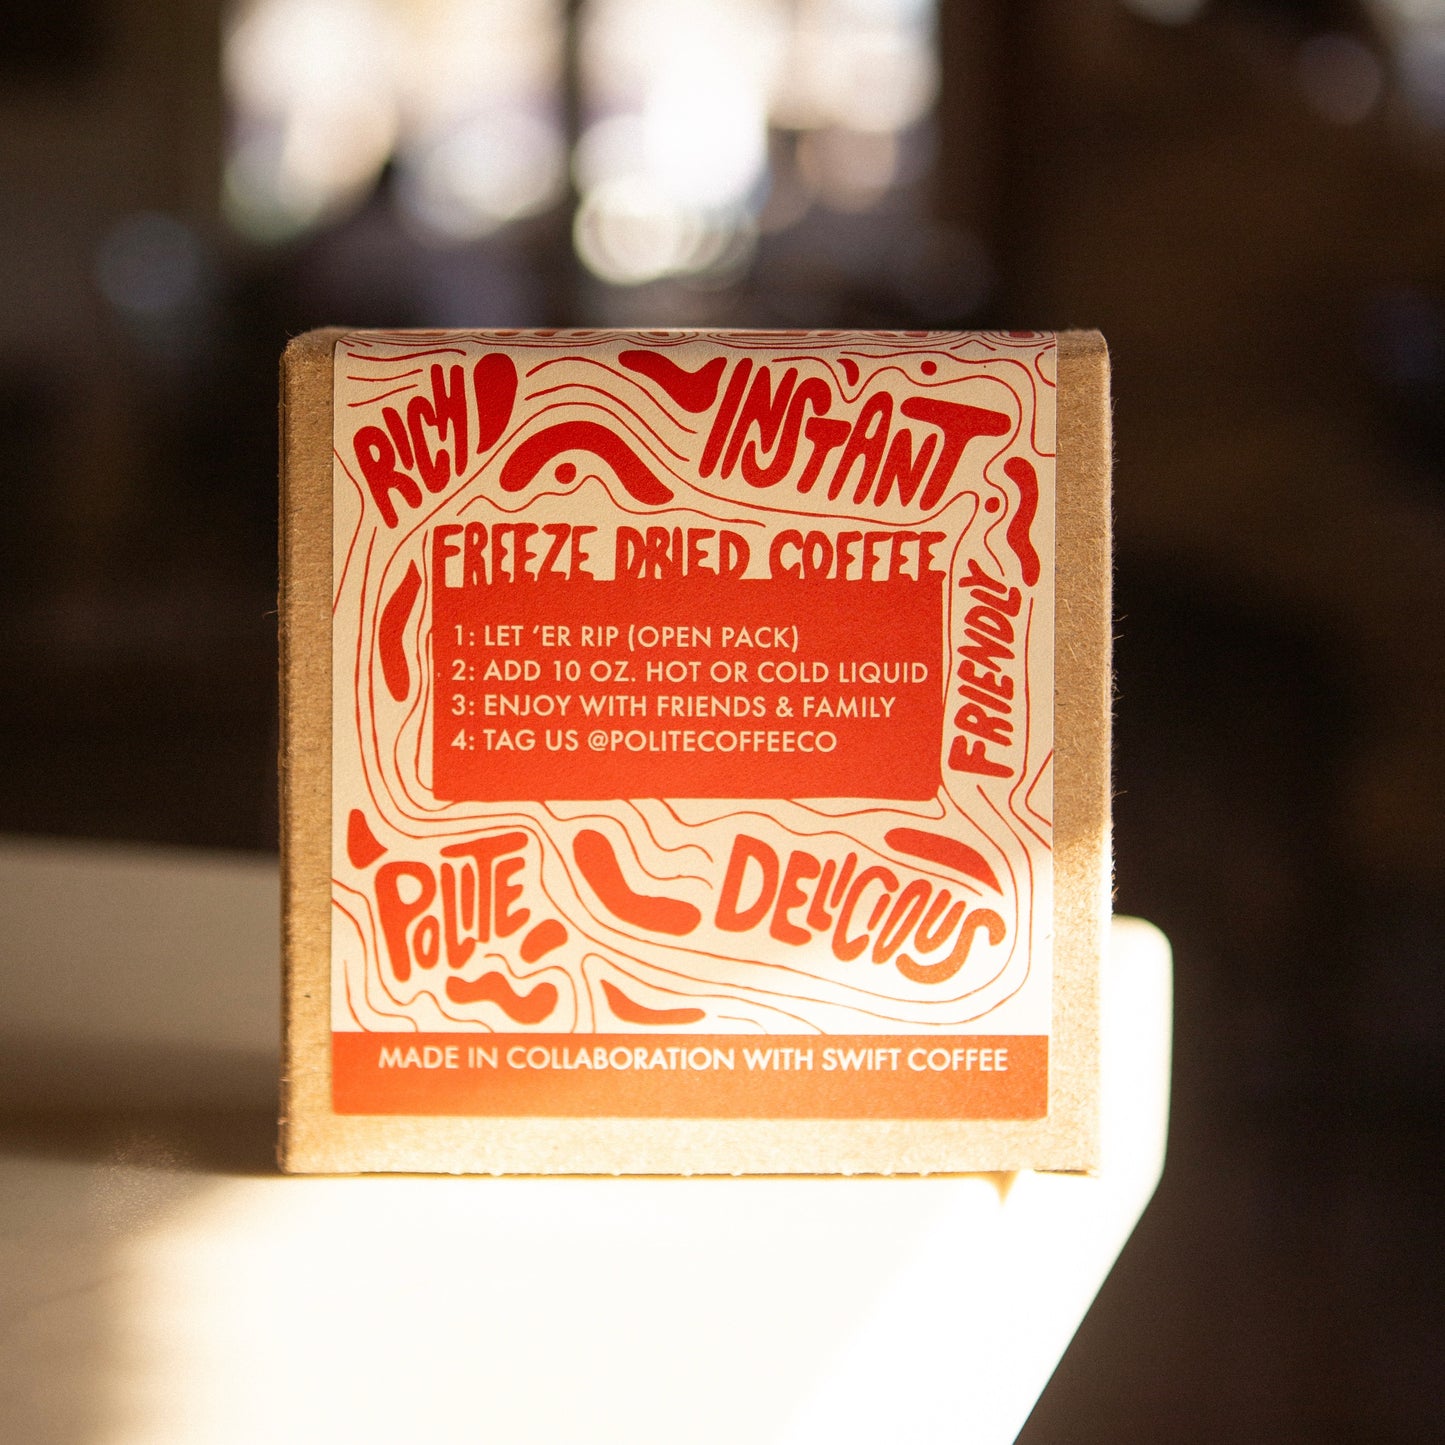 RICH
INSTANT
FREEZE DRIED COFFEE
1: LET ’ER RIP (OPEN PACK)
2: ADD 10 OZ. HOT OR COLD LIQUID
3: ENJOY WITH FRIENDS & FAMILY
4: TAG US @POLITECOFFEECO
FRIENDLY
POLITE
DELICIOUS
MADE IN COLLABORATION WITH SWIFT COFFEE